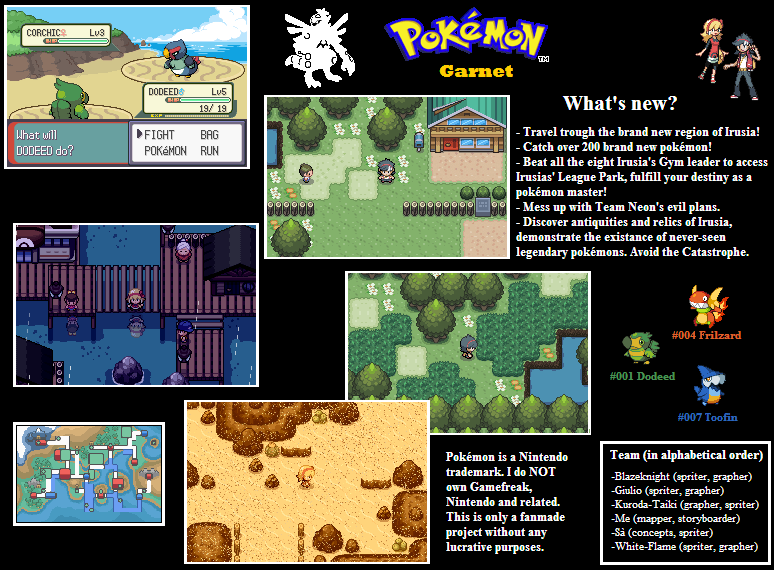 CORCHIC♀ Lv3
DODEED♂ Lv5
19/ 19
What will
DODEED do?
FIGHT BAG
POKéMON RUN
POKéMON
TM
Garnet
What's new?
- Travel trough the brand new region of Irusia!
- Catch over 200 brand new pokémon!
- Beat all the eight Irusia's Gym leader to access
Irusias' League Park, fulfill your destiny as a
pokémon master!
- Mess up with Team Neon's evil plans.
- Discover antiquities and relics of Irusia,
demonstrate the existance of never-seen
legendary pokémons. Avoid the Catastrophe.
#004 Frilzard
#001 Dodeed
#007 Toofin
Pokémon is a Nintendo
trademark. I do NOT
own Gamefreak,
Nintendo and related.
This is only a fanmade
project without any
lucrative purposes.
Team (in alphabetical order)
-Blazeknight (spriter, grapher)
-Giulio (spriter, grapher)
-Kuroda-Taiki (grapher, spriter)
-Me (mapper, storyboarder)
-Sà (concepts, spriter)
-White-Flame (spriter, grapher)